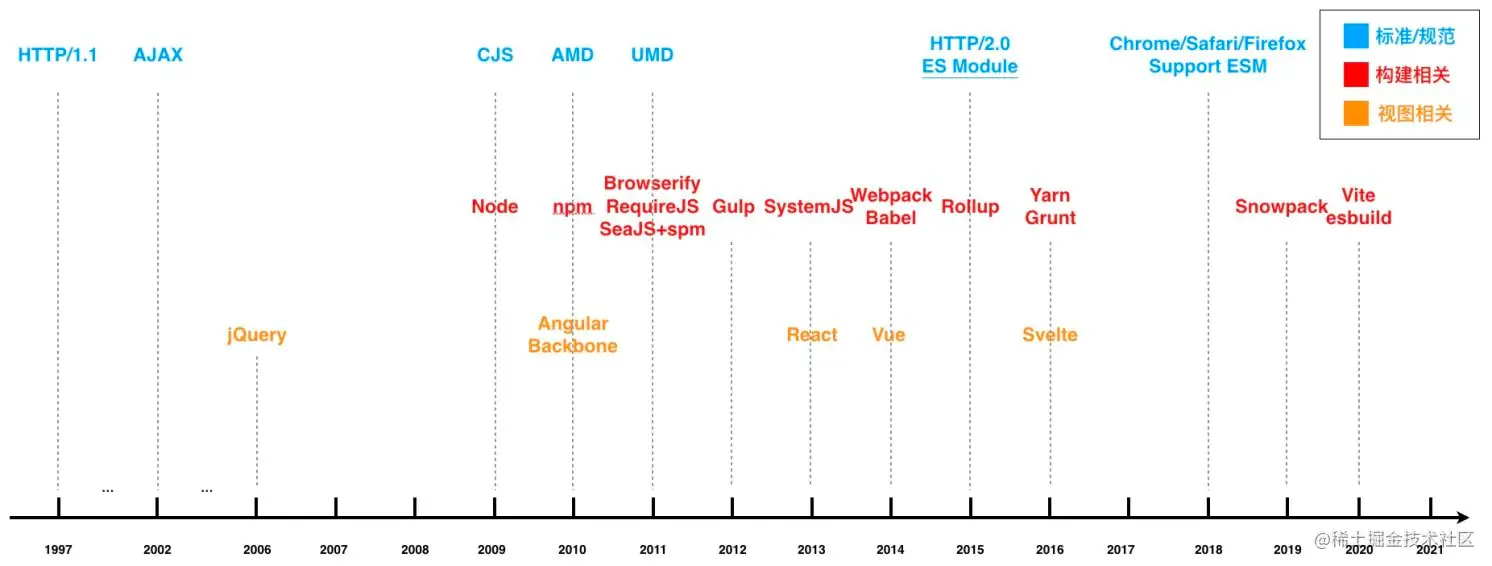 HTTP/1.1
AJAX
CJS
AMD
UMD
HTTP/2.0
ES Module
Chrome/Safari/Firefox
Support ESM
标准/规范
构建相关
视图相关
Node
npm
Browserify
RequireJS
SeaJS+spm
Gulp
SystemJS
Webpack
Babel
Rollup
Yarn
Grunt
Snowpack
Vite
esbuild
jQuery
Angular
Backbone
React
Vue
Svelte
...
...
1997
2002
2006
2007
2008
2009
2010
2011
2012
2013
2014
2015
2016
2017
2018
2019
2020
2021
@稀土掘金技术社区